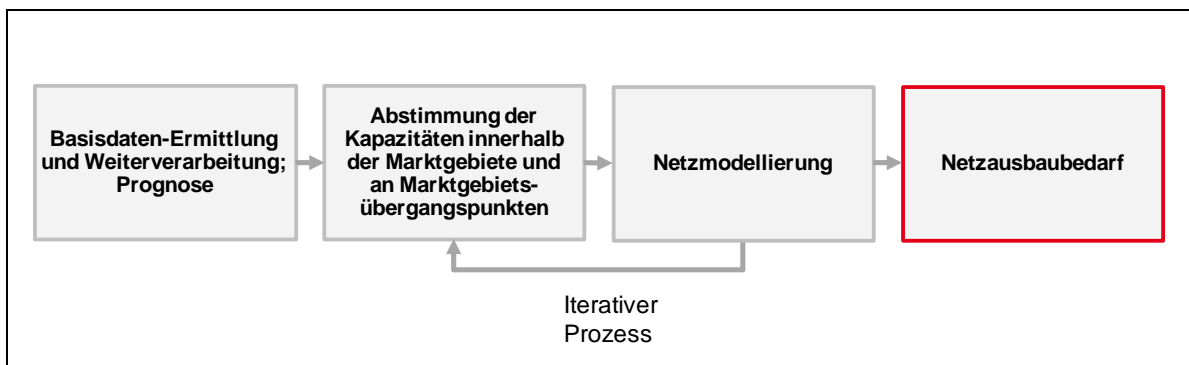 Basisdaten-Ermittlung
und Weiterverarbeitung;
Prognose
Abstimmung der
Kapazitäten innerhalb
der Marktgebiete und
an Marktgebiets-
übergangspunkten
Netzmodellierung
Netzausbaubedarf
Iterativer
Prozess